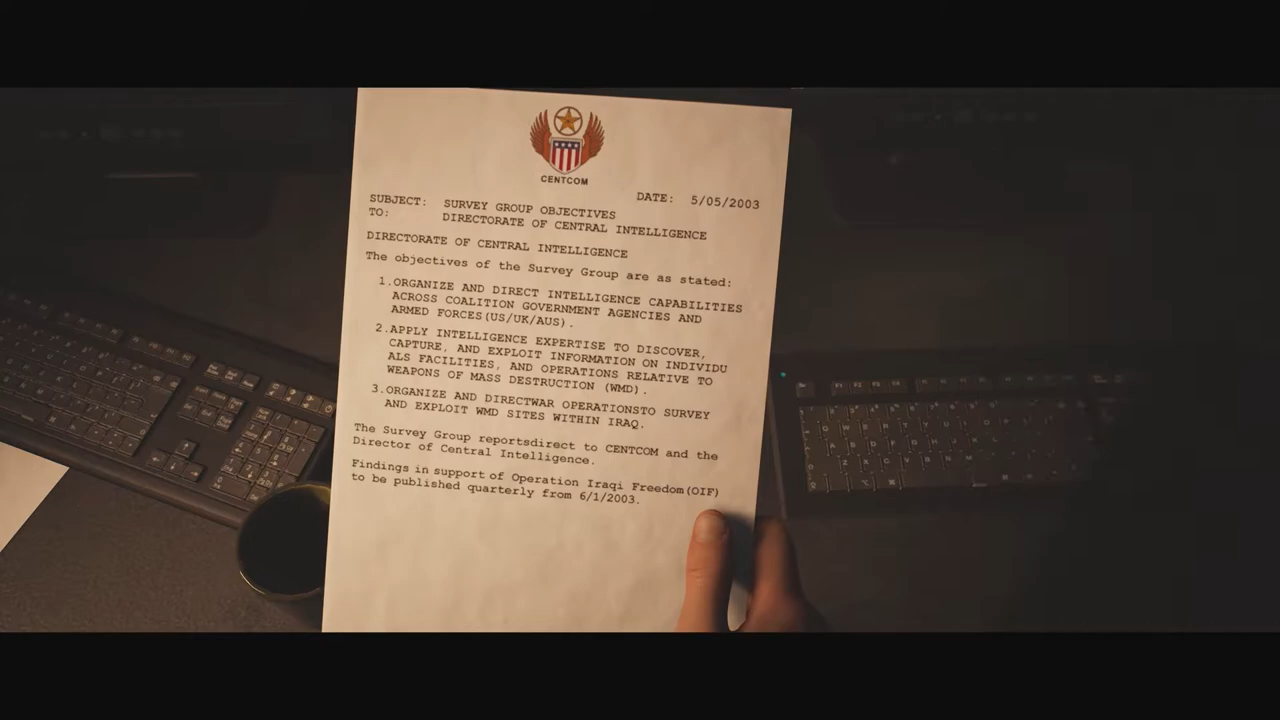 CENTCOM
DATE: 5/05/2003
SUBJECT: SURVEY GROUP OBJECTIVES
TO: DIRECTORATE OF CENTRAL INTELLIGENCE
DIRECTORATE OF CENTRAL INTELLIGENCE
The objectives of the Survey Group are as stated:
1.ORGANIZE AND DIRECT INTELLIGENCE CAPABILITIES
ACROSS COALITION GOVERNMENT AGENCIES AND
ARMED FORCES(US/UK/AUS).
2.APPLY INTELLIGENCE EXPERTISE TO DISCOVER,
CAPTURE, AND EXPLOIT INFORMATION ON INDIVIDU
ALS FACILITIES, AND OPERATIONS RELATIVE TO
WEAPONS OF MASS DESTRUCTION (WMD).
3.ORGANIZE AND DIRECTWAR OPERATIONSTO SURVEY
AND EXPLOIT WMD SITES WITHIN IRAQ.
The Survey Group reportsdirect to CENTCOM and the
Director of Central Intelligence.
Findings in support of Operation Iraqi Freedom(OIF)
to be published quarterly from 6/1/2003.